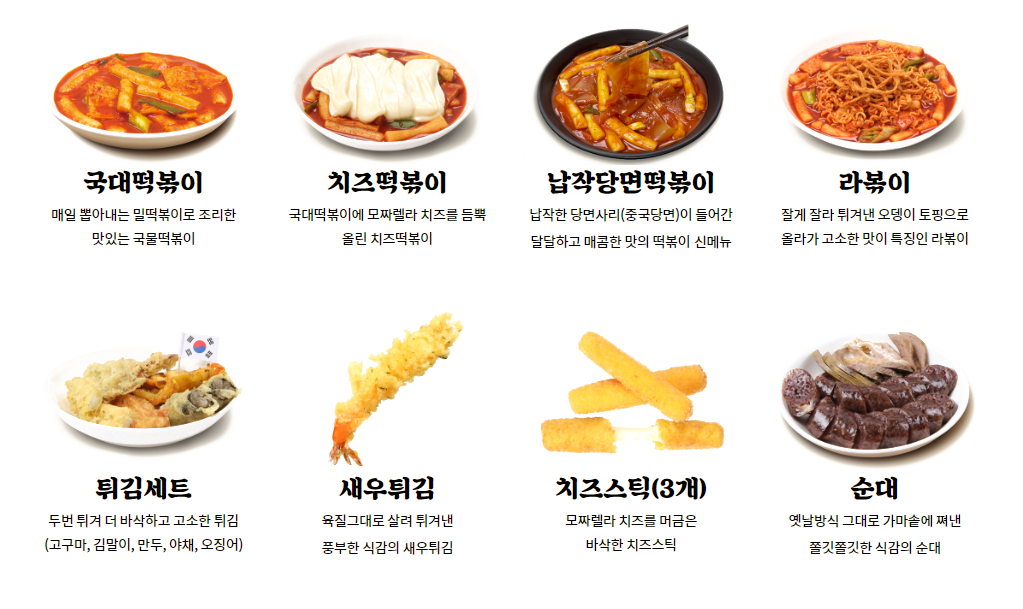 국대떡볶이
매일 뽑아내는 밀떡볶이로 조리한
맛있는 국물떡볶이
치즈떡볶이
국대떡볶이에 모짜렐라 치즈를 듬뿍
올린 치즈떡볶이
납작당면떡볶이
납작한 당면사리(중국당면)이 들어간
달달하고 매콤한 맛의 떡볶이 신메뉴
라볶이
잘게 잘라 튀겨낸 오뎅이 토핑으로
올라가 고소한 맛이 특징인 라볶이
튀김세트
두번 튀겨 더 바삭하고 고소한 튀김
(고구마, 김말이, 만두, 야채, 오징어)
새우튀김
육질그대로 살려 튀겨낸
풍부한 식감의 새우튀김
치즈스틱(3개)
모짜렐라 치즈를 머금은
바삭한 치즈스틱
순대
옛날방식 그대로 가마솥에 쪄낸
쫄깃쫄깃한 식감의 순대